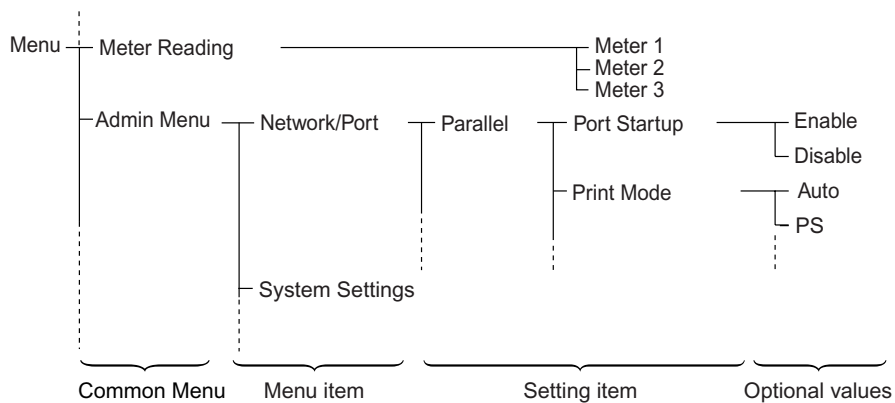 Menu Meter Reading Meter 1
Meter 2
Meter 3
Admin Menu Network/Port Parallel Port Startup Enable
Disable
Print Mode Auto
PS
System Settings
Common Menu Menu item Setting item Optional values